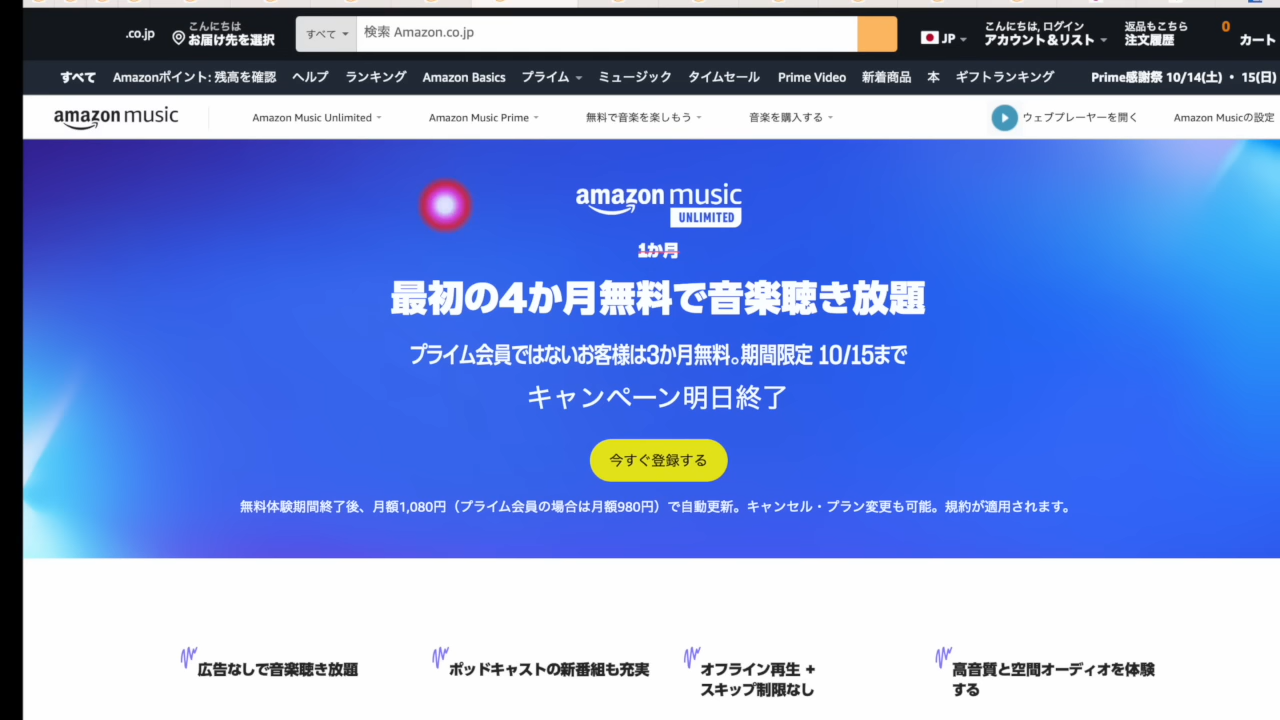 .co.jp
こんにちは
お届け先を選択
すべて
検索 Amazon.co.jp
JP
こんにちは, ログイン
アカウント＆リスト
返品もこちら
注文履歴
0
カート
すべて Amazonポイント: 残高を確認 ヘルプ ランキング Amazon Basics プライム ミュージック タイムセール Prime Video 新着商品 本 ギフトランキング Prime感謝祭 10/14(土)・15(日)
amazon music Amazon Music Unlimited Amazon Music Prime 無料で音楽を楽しもう 音楽を購入する ウェブプレーヤーを開く Amazon Musicの設定
amazon music
UNLIMITED
1か月
最初の4か月無料で音楽聴き放題
プライム会員ではないお客様は3か月無料。期間限定 10/15まで
キャンペーン明日終了
今すぐ登録する
無料体験期間終了後、月額1,080円（プライム会員の場合は月額980円）で自動更新。キャンセル・プラン変更も可能。規約が適用されます。
広告なしで音楽聴き放題
ポッドキャストの新番組も充実
オフライン再生 +
スキップ制限なし
高音質と空間オーディオを体験
する